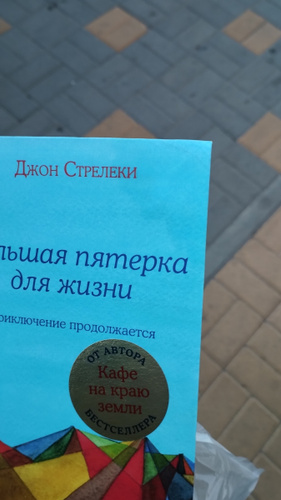 Джон Стрелеки
льшая пятерка
для жизни
риключение продолжается
ОТ АВТОРА
Кафе
на краю
земли
БЕСТСЕЛЛЕРА